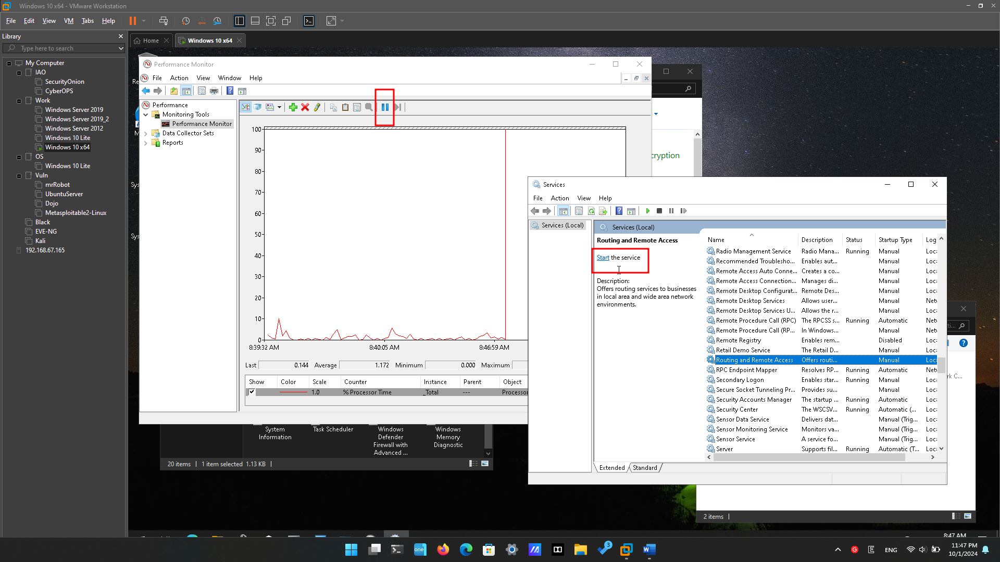 Windows 10 x64 - VMware Workstation
File Edit View VM Tabs Help
Library
Type here to search
My Computer
IAO
SecurityOnion
CyberOPS
Work
Windows Server 2019
Windows Server 2019_2
Windows Server 2012
Windows 10 Lite
Windows 10 x64
OS
Windows 10 Lite
Vuln
mrRobot
UbuntuServer
Dojo
Metasploitable2-Linux
Black
EVE-NG
Kali
192.168.67.165
Home
Windows 10 x64
Performance Monitor
File Action View Window Help
Performance
Monitoring Tools
Performance Monitor
Data Collector Sets
Reports
100
90
80
70
60
50
40
30
20
10
0
8:39:32 AM 8:40:05 AM 8:46:59 AM
Last 0.144 Average 1.172 Minimum 0.000 Maximum
Show Color Scale Counter Instance Parent Object
1.0 % Processor Time _Total --- Processor
cryption
System Information
Task Scheduler
Windows Defender Firewall with Advanced ...
Windows Memory Diagnostic
20 items 1 item selected 1.13 KB
Services
File Action View Help
Services (Local)
Services (Local)
Routing and Remote Access
Start the service
Description:
Offers routing services to businesses
in local area and wide area network
environments.
Name Description Status Startup Type Log
Radio Management Service Radio Mana... Running Manual Loc
Recommended Troublesho... Enables aut... Manual Loc
Remote Access Auto Conne... Creates a co... Manual Loc
Remote Access Connection... Manages di... Manual Loc
Remote Desktop Configurat... Remote Des... Manual Loc
Remote Desktop Services Allows user... Manual Net
Remote Desktop Services U... Allows the r... Manual Loc
Remote Procedure Call (RPC) The RPCSS s... Running Automatic Net
Remote Procedure Call (RP... In Windows... Manual Net
Remote Registry Enables rem... Disabled Loc
Retail Demo Service The Retail D... Manual Loc
Routing and Remote Access Offers routi... Manual Loc
RPC Endpoint Mapper Resolves RP... Running Automatic Net
Secondary Logon Enables star... Running Manual Loc
Secure Socket Tunneling Pr... Provides su... Manual Loc
Security Accounts Manager The startup ... Running Automatic Loc
Security Center The WSCSV... Running Automatic (... Loc
Sensor Data Service Delivers dat... Manual (Trig... Loc
Sensor Monitoring Service Monitors va... Manual (Trig... Loc
Sensor Service A service fo... Manual (Trig... Loc
Server Supports fil... Running Automatic (T... Loc
Extended Standard
rk C...
2 items
8:47 AM
one
3
ENG
11:47 PM
10/1/2024